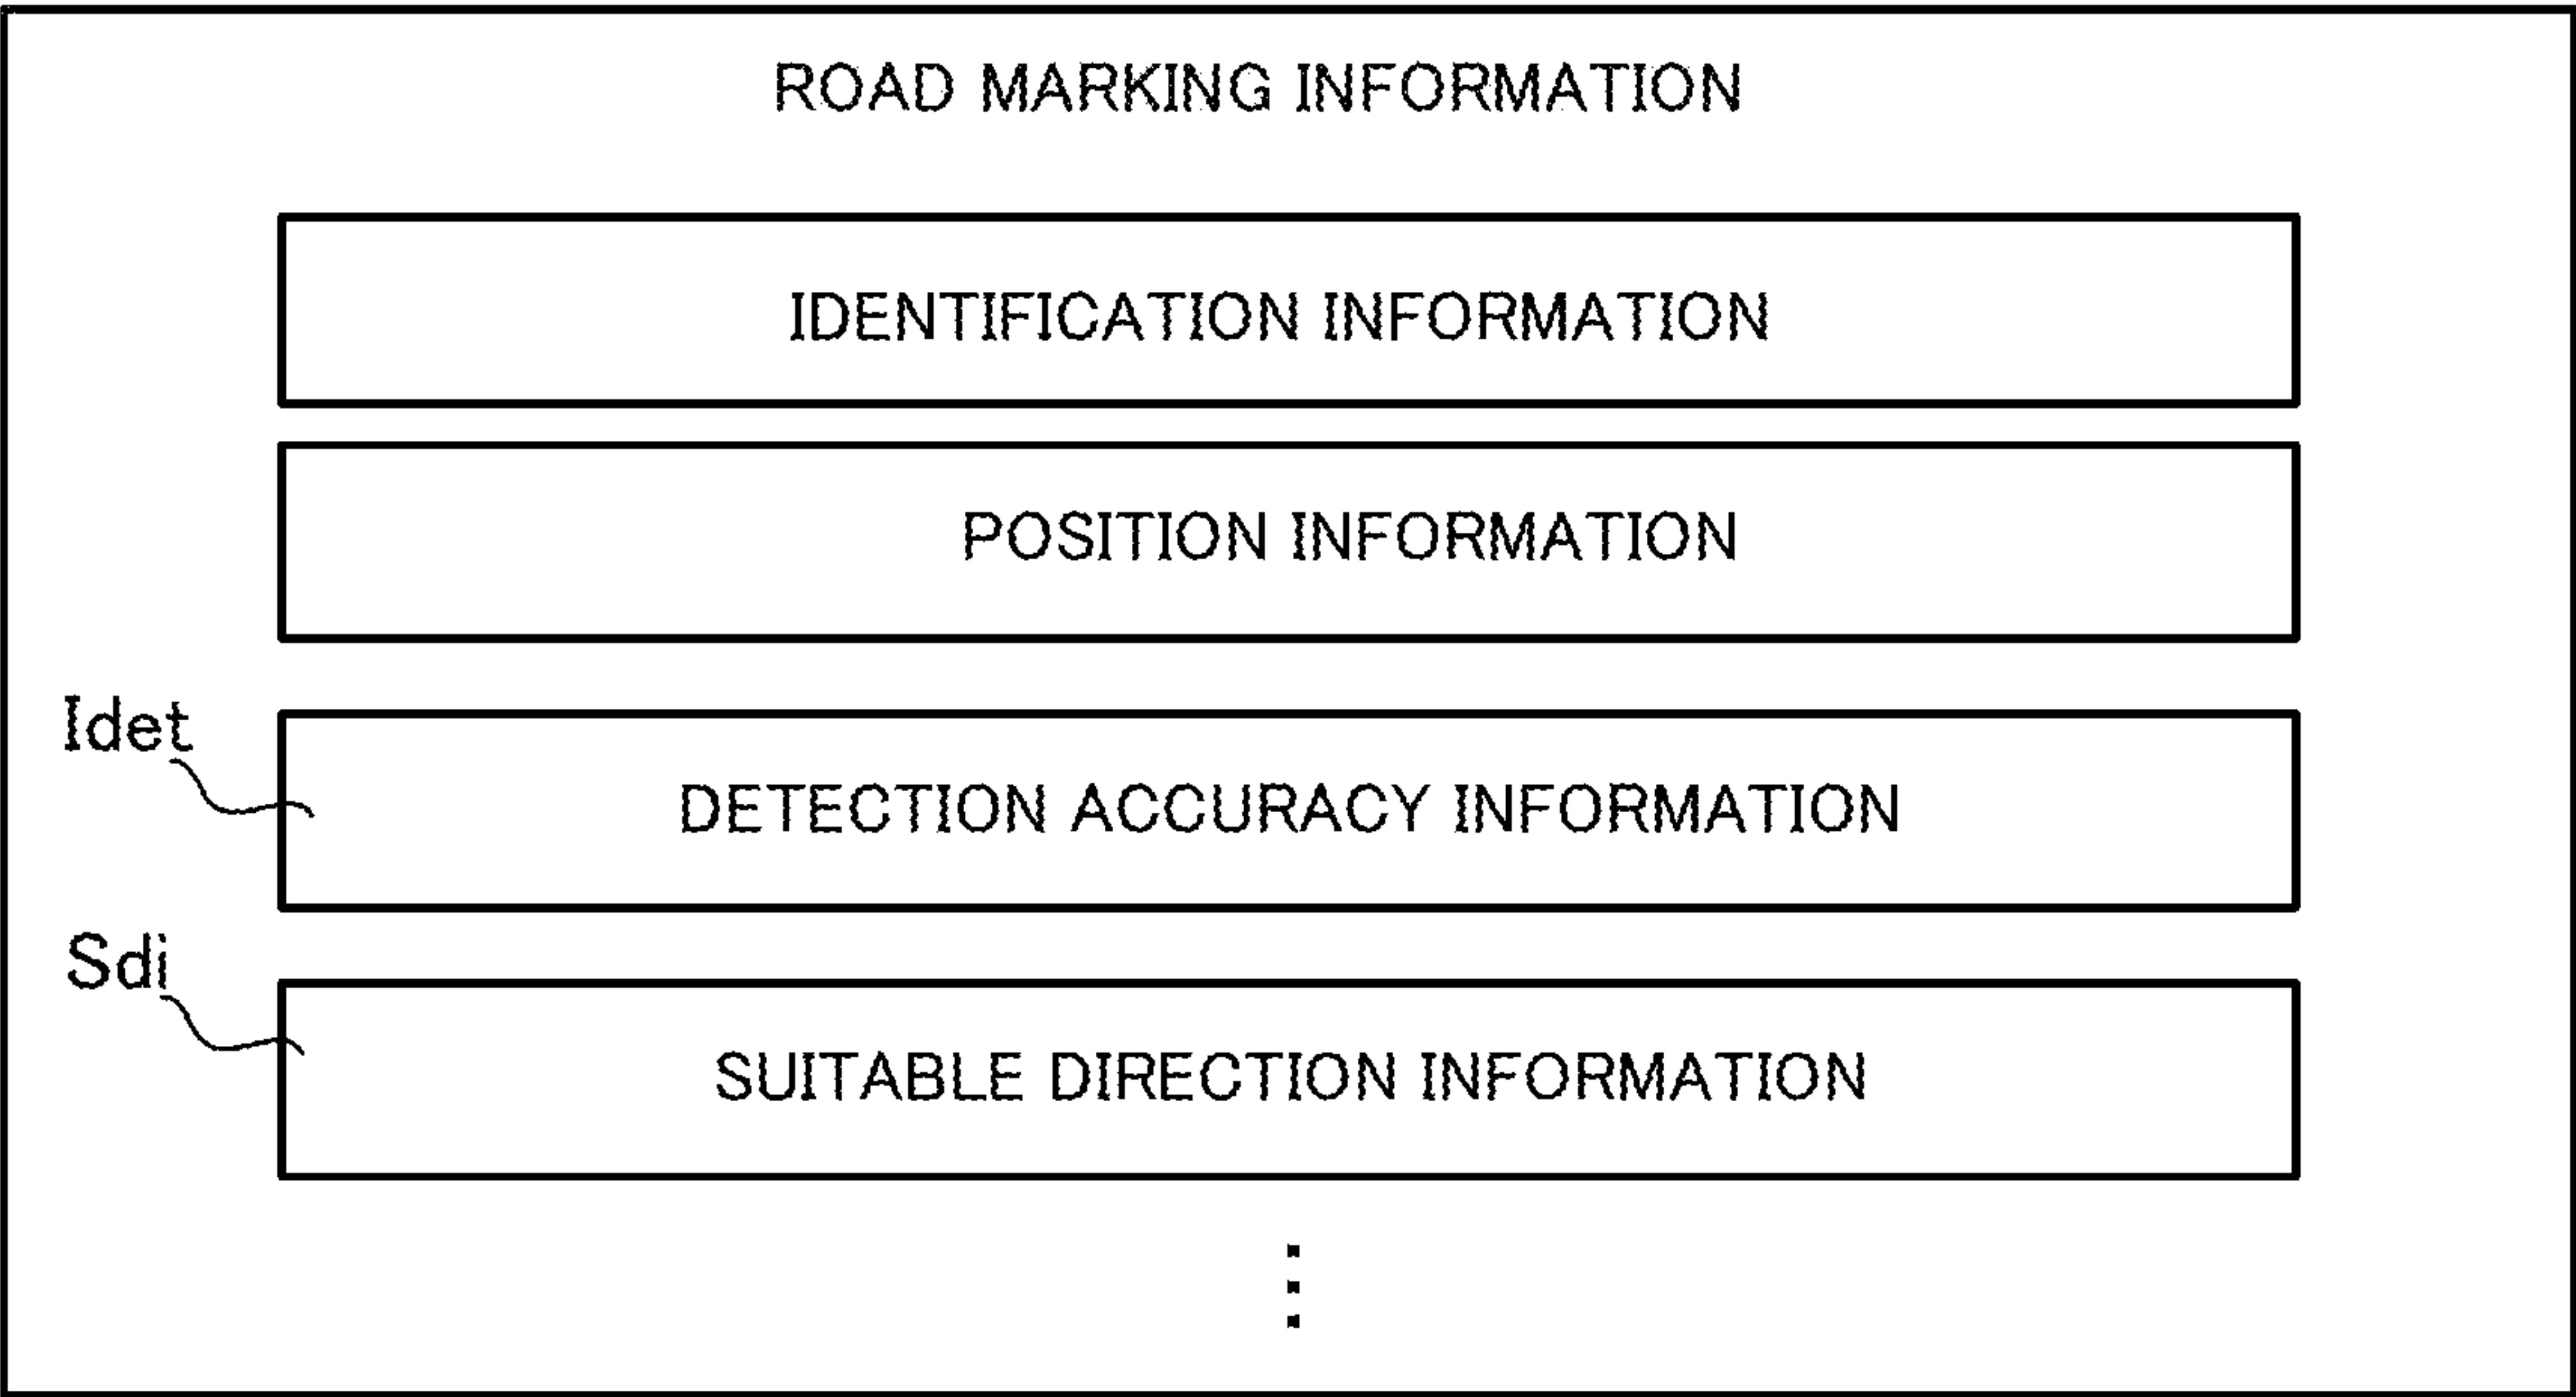 ROAD MARKING INFORMATION
IDENTIFICATION INFORMATION
POSITION INFORMATION
Idet
DETECTION ACCURACY INFORMATION
Sdi
SUITABLE DIRECTION INFORMATION